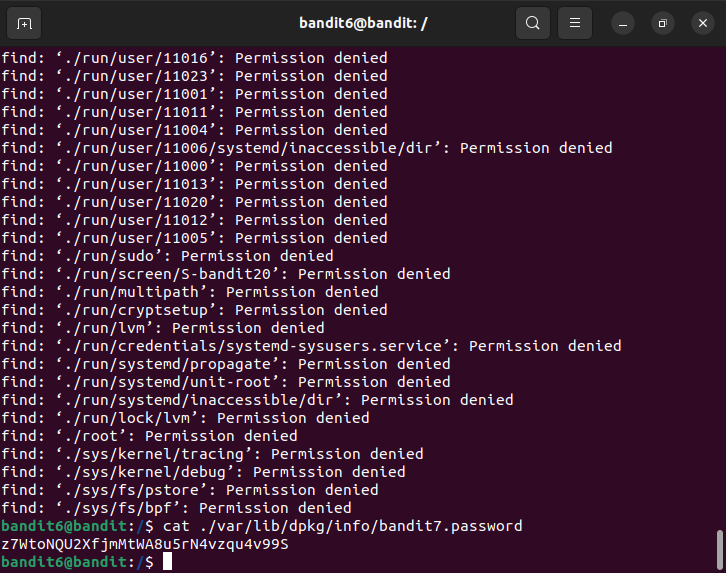 bandit6@bandit: /
find: ‘./run/user/11016’: Permission denied
find: ‘./run/user/11023’: Permission denied
find: ‘./run/user/11001’: Permission denied
find: ‘./run/user/11011’: Permission denied
find: ‘./run/user/11004’: Permission denied
find: ‘./run/user/11006/systemd/inaccessible/dir’: Permission denied
find: ‘./run/user/11000’: Permission denied
find: ‘./run/user/11013’: Permission denied
find: ‘./run/user/11020’: Permission denied
find: ‘./run/user/11012’: Permission denied
find: ‘./run/user/11005’: Permission denied
find: ‘./run/sudo’: Permission denied
find: ‘./run/screen/S-bandit20’: Permission denied
find: ‘./run/multipath’: Permission denied
find: ‘./run/cryptsetup’: Permission denied
find: ‘./run/lvm’: Permission denied
find: ‘./run/credentials/systemd-sysusers.service’: Permission denied
find: ‘./run/systemd/propagate’: Permission denied
find: ‘./run/systemd/unit-root’: Permission denied
find: ‘./run/systemd/inaccessible/dir’: Permission denied
find: ‘./run/lock/lvm’: Permission denied
find: ‘./root’: Permission denied
find: ‘./sys/kernel/tracing’: Permission denied
find: ‘./sys/kernel/debug’: Permission denied
find: ‘./sys/fs/pstore’: Permission denied
find: ‘./sys/fs/bpf’: Permission denied
bandit6@bandit:/$ cat ./var/lib/dpkg/info/bandit7.password
z7WtoNQU2XfjmMtWA8u5rN4vzqu4v99S
bandit6@bandit:/$